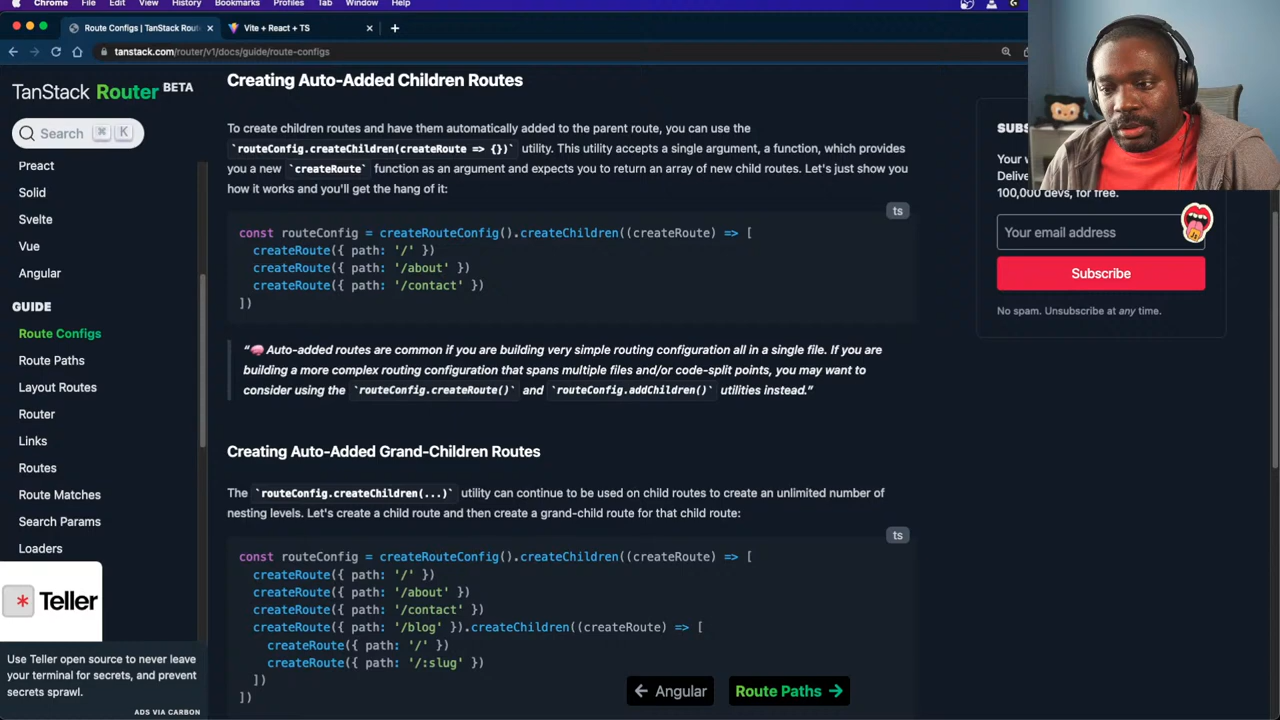 Chrome File Edit View History Bookmarks Profiles Tab Window Help
Route Configs | TanStack Rout
Vite + React + TS
tanstack.com/router/v1/docs/guide/route-configs
TanStack Router BETA
Search ⌘ K
Preact
Solid
Svelte
Vue
Angular
GUIDE
Route Configs
Route Paths
Layout Routes
Router
Links
Routes
Route Matches
Search Params
Loaders
* Teller
Use Teller open source to never leave
your terminal for secrets, and prevent
secrets sprawl.
ADS VIA CARBON
Creating Auto-Added Children Routes
To create children routes and have them automatically added to the parent route, you can use the
`routeConfig.createChildren(createRoute => {})` utility. This utility accepts a single argument, a function, which provides
you a new `createRoute` function as an argument and expects you to return an array of new child routes. Let's just show you
how it works and you'll get the hang of it:
ts
const routeConfig = createRouteConfig().createChildren((createRoute) => [
createRoute({ path: '/' })
createRoute({ path: '/about' })
createRoute({ path: '/contact' })
])
“🧠 Auto-added routes are common if you are building very simple routing configuration all in a single file. If you are
building a more complex routing configuration that spans multiple files and/or code-split points, you may want to
consider using the `routeConfig.createRoute()` and `routeConfig.addChildren()` utilities instead.”
Creating Auto-Added Grand-Children Routes
The `routeConfig.createChildren(...)` utility can continue to be used on child routes to create an unlimited number of
nesting levels. Let's create a child route and then create a grand-child route for that child route:
ts
const routeConfig = createRouteConfig().createChildren((createRoute) => [
createRoute({ path: '/' })
createRoute({ path: '/about' })
createRoute({ path: '/contact' })
createRoute({ path: '/blog' }).createChildren((createRoute) => [
createRoute({ path: '/' })
createRoute({ path: '/:slug' })
])
])
← Angular
Route Paths →
SUBS
Your w
Delive
100,000 devs, for free.
Your email address
JS
Subscribe
No spam. Unsubscribe at any time.